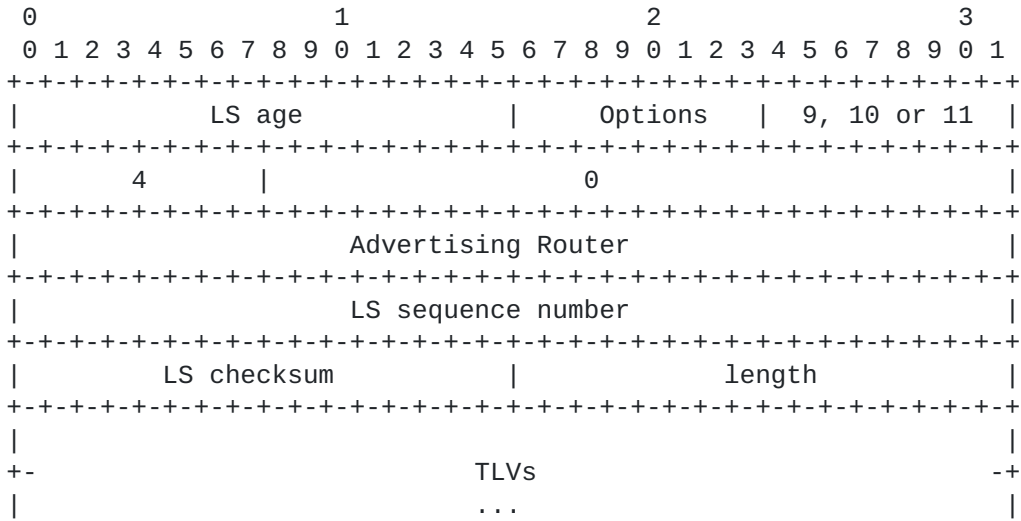 0                   1                   2                   3
 0 1 2 3 4 5 6 7 8 9 0 1 2 3 4 5 6 7 8 9 0 1 2 3 4 5 6 7 8 9 0 1
+-+-+-+-+-+-+-+-+-+-+-+-+-+-+-+-+-+-+-+-+-+-+-+-+-+-+-+-+-+-+-+-+
|            LS age             |     Options   |  9, 10 or 11  |
+-+-+-+-+-+-+-+-+-+-+-+-+-+-+-+-+-+-+-+-+-+-+-+-+-+-+-+-+-+-+-+-+
|       4       |                    0                          |
+-+-+-+-+-+-+-+-+-+-+-+-+-+-+-+-+-+-+-+-+-+-+-+-+-+-+-+-+-+-+-+-+
|                     Advertising Router                        |
+-+-+-+-+-+-+-+-+-+-+-+-+-+-+-+-+-+-+-+-+-+-+-+-+-+-+-+-+-+-+-+-+
|                     LS sequence number                        |
+-+-+-+-+-+-+-+-+-+-+-+-+-+-+-+-+-+-+-+-+-+-+-+-+-+-+-+-+-+-+-+-+
|         LS checksum           |             length            |
+-+-+-+-+-+-+-+-+-+-+-+-+-+-+-+-+-+-+-+-+-+-+-+-+-+-+-+-+-+-+-+-+
|                                                               |
+-                            TLVs                             -+
|                             ...                               |